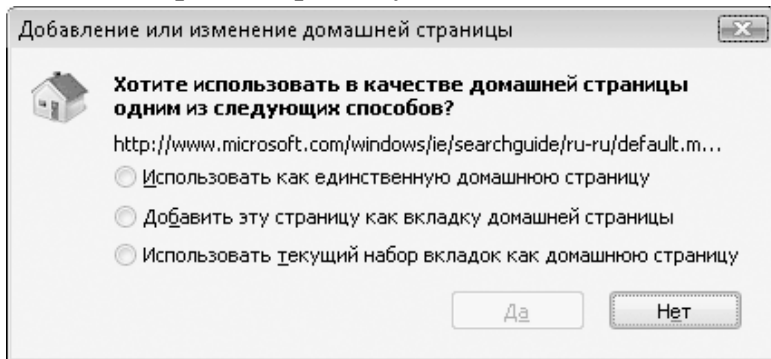 Добавление или изменение домашней страницы
Хотите использовать в качестве домашней страницы
одним из следующих способов?
http://www.microsoft.com/windows/ie/searchguide/ru-ru/default.m...
Использовать как единственную домашнюю страницу
Добавить эту страницу как вкладку домашней страницы
Использовать текущий набор вкладок как домашнюю страницу
Да
Нет